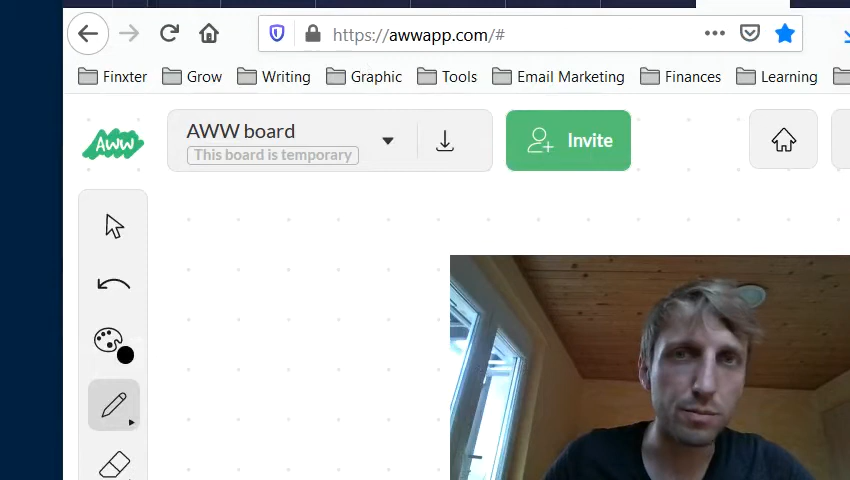 https://awwapp.com/#
Finxter Grow Writing Graphic Tools Email Marketing Finances Learning
AWW AWW board Invite
This board is temporary